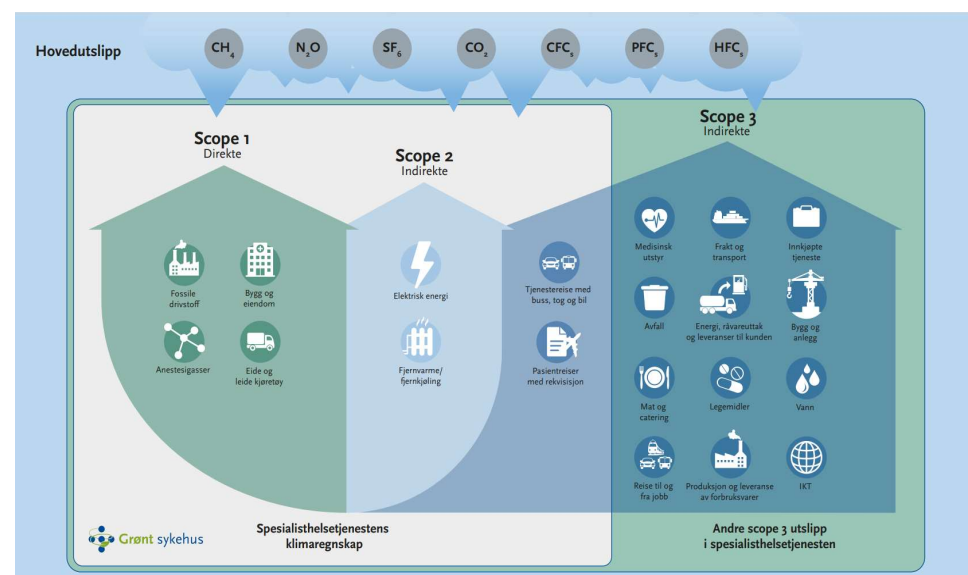 Hovedutslipp
CH4
N2O
SF6
CO2
CFCs
PFCs
HFCs
Scope 1
Direkte
Scope 2
Indirekte
Scope 3
Indirekte
Fossile
drivstoff
Bygg og
eiendom
Anestesigasser
Eide og
leide kjøretøy
Elektrisk energi
Fjernvarme/
fjernkjøling
Tjenestereise med
buss, tog og bil
Pasientreiser
med rekvisisjon
Medisinsk
utstyr
Frakt og
transport
Innkjøpte
tjeneste
Avfall
Energi, råvareuttak
og leveranser til kunden
Bygg og
anlegg
Mat og
catering
Legemidler
Vann
Reise til og
fra jobb
Produksjon og leveranse
av forbruksvarer
IKT
Grønt sykehus
Spesialisthelsetjenestens
klimaregnskap
Andre scope 3 utslipp
i spesialisthelsetjenesten